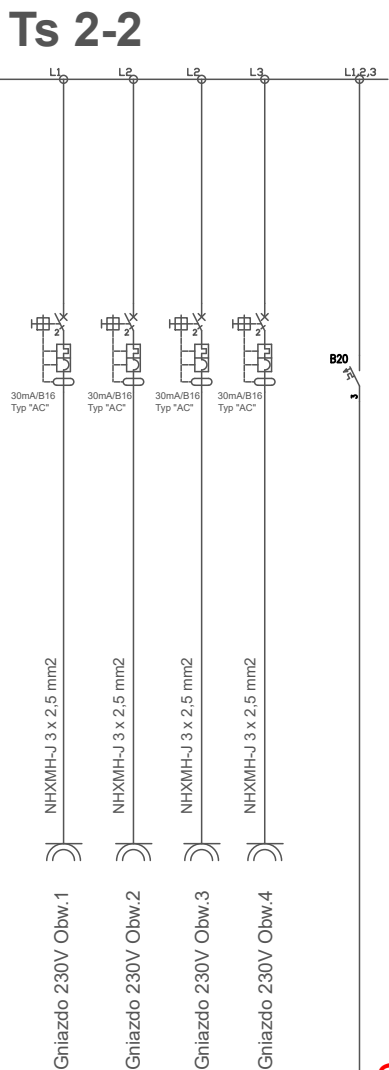 Ts 2-2
L1
L2
L2
L3
L1,2,3
2
2
2
2
30mA/B16
Typ "AC"
30mA/B16
Typ "AC"
30mA/B16
Typ "AC"
30mA/B16
Typ "AC"
B20
3
NHXMH-J 3 x 2,5 mm2
NHXMH-J 3 x 2,5 mm2
NHXMH-J 3 x 2,5 mm2
NHXMH-J 3 x 2,5 mm2
Gniazdo 230V Obw.1
Gniazdo 230V Obw.2
Gniazdo 230V Obw.3
Gniazdo 230V Obw.4